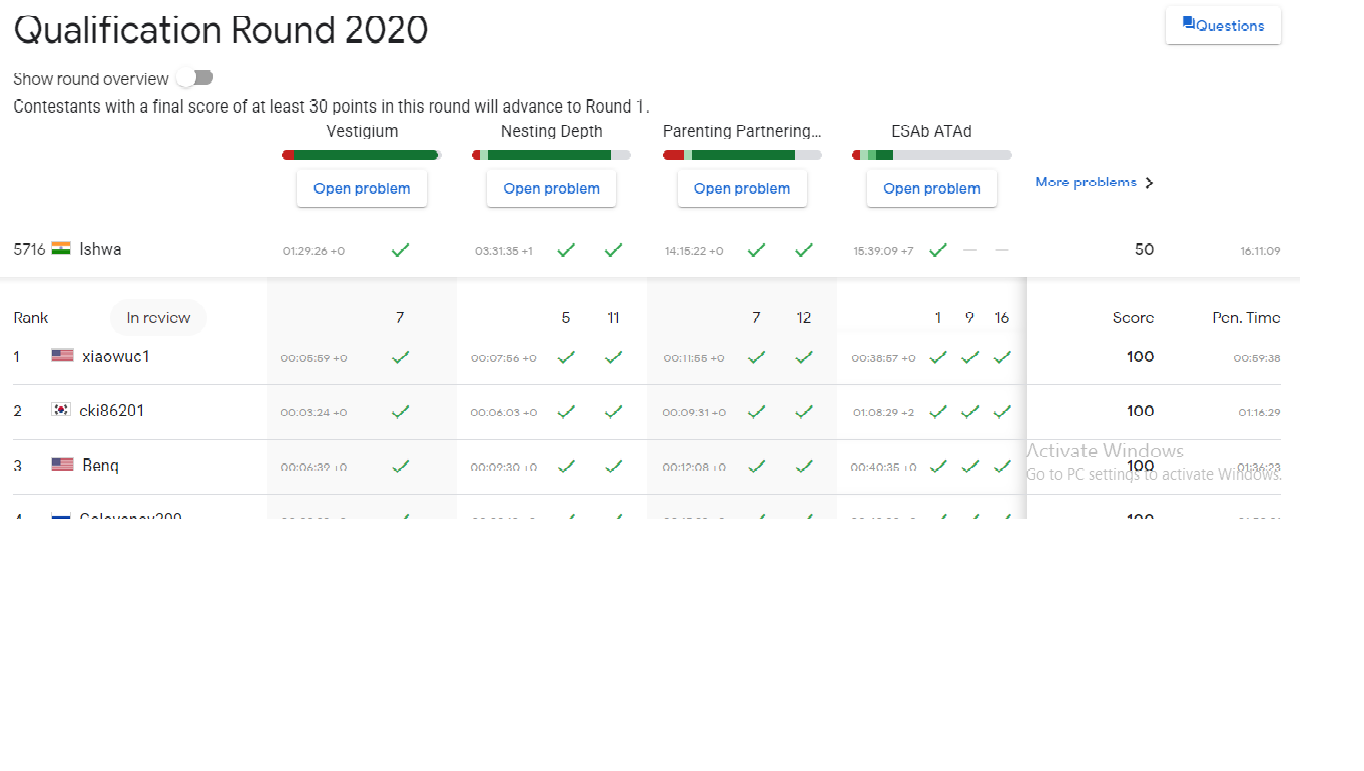 Qualification Round 2020
Questions
Show round overview
Contestants with a final score of at least 30 points in this round will advance to Round 1.
Vestigium Nesting Depth Parenting Partnering... ESAb ATAd
Open problem Open problem Open problem Open problem More problems
5716 Ishwa 01:29:26 +0 03:31:35 +1 14:15:22 +0 15:39:09 +7 50 16:11:09
Rank In review 7 5 11 7 12 1 9 16 Score Pen. Time
1 xiaowuc1 00:05:59 +0 00:07:56 +0 00:11:55 +0 00:38:57 +0 100 00:59:38
2 cki86201 00:03:24 +0 00:06:03 +0 00:09:31 +0 01:08:29 +2 100 01:16:29
3 Benq 00:06:39 +0 00:09:30 +0 00:12:08 +0 00:40:35 +0 100 01:36:23
Activate Windows
Go to PC settings to activate Windows.
4 100